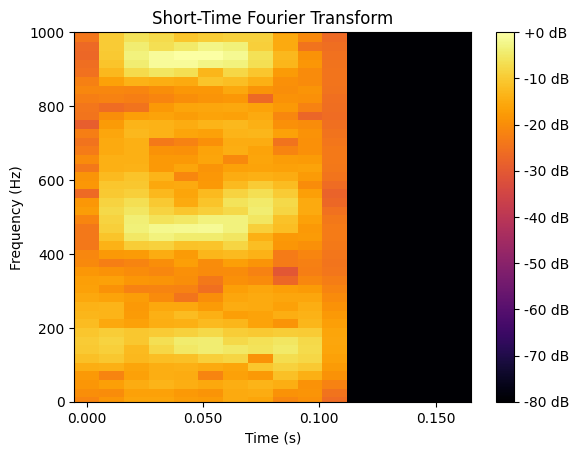 Short-Time Fourier Transform
1000
800
600
400
200
0
Frequency (Hz)
0.000
0.050
0.100
0.150
Time (s)
+0 dB
-10 dB
-20 dB
-30 dB
-40 dB
-50 dB
-60 dB
-70 dB
-80 dB